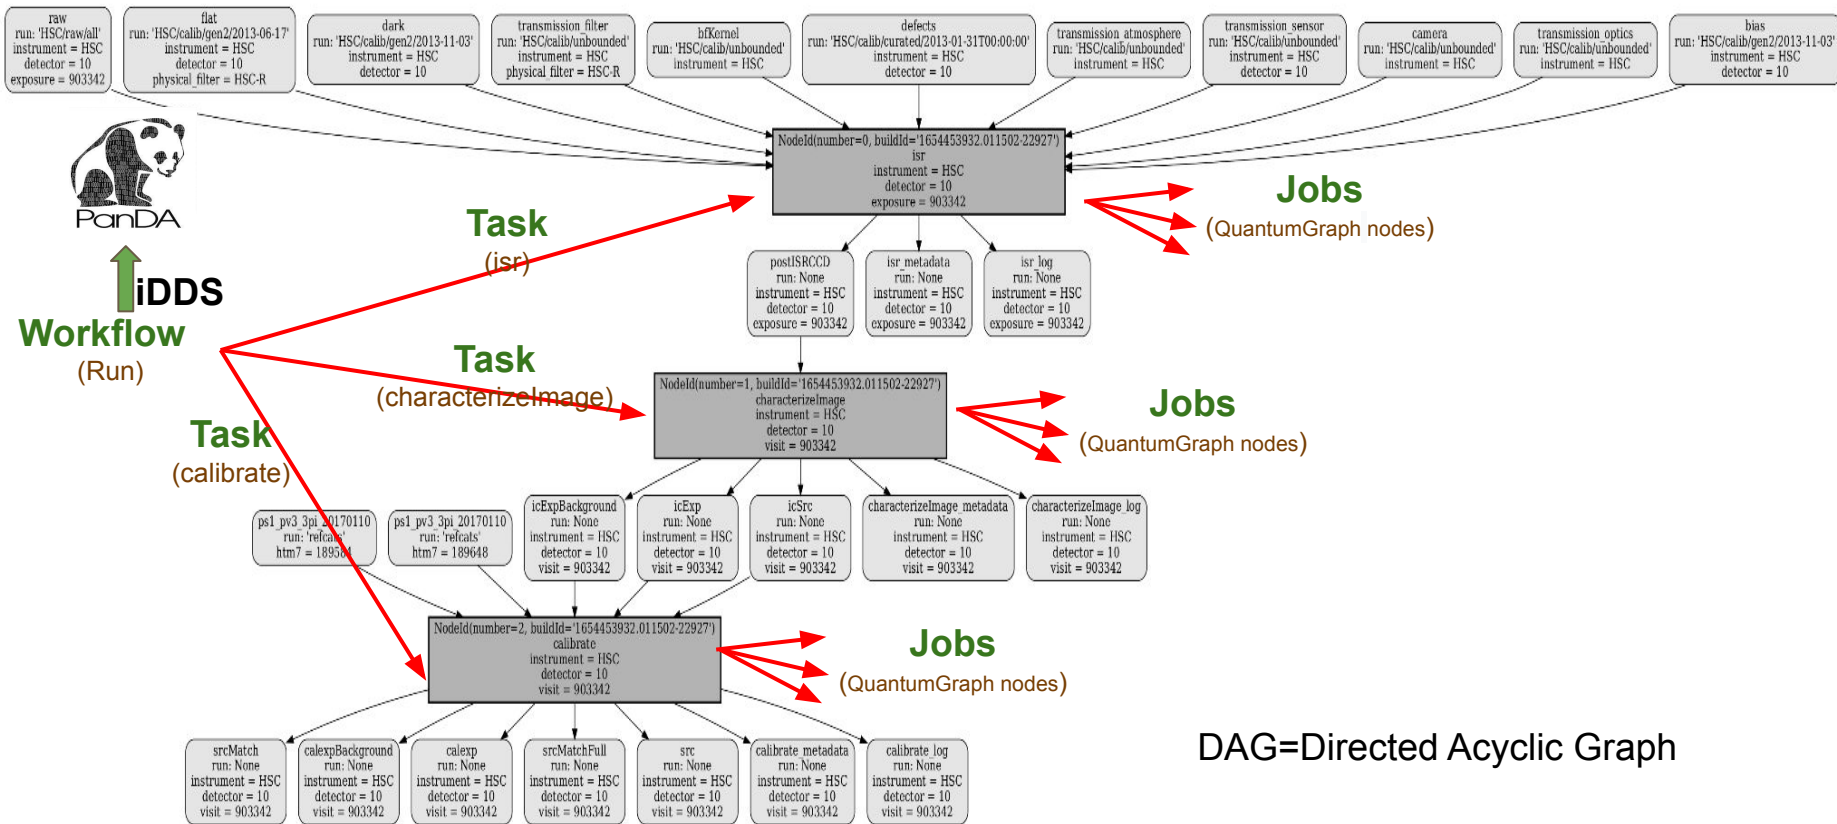 raw
run: 'HSC/raw/all'
instrument = HSC
detector = 10
exposure = 903342
flat
run: 'HSC/calib/gen2/2013-06-17'
instrument = HSC
detector = 10
physical_filter = HSC-R
dark
run: 'HSC/calib/gen2/2013-11-03'
instrument = HSC
detector = 10
transmission_filter
run: 'HSC/calib/unbounded'
instrument = HSC
physical_filter = HSC-R
bfKernel
run: 'HSC/calib/unbounded'
instrument = HSC
defects
run: 'HSC/calib/curated/2013-01-31T00:00:00'
instrument = HSC
detector = 10
transmission_atmosphere
run: 'HSC/calib/unbounded'
instrument = HSC
transmission_sensor
run: 'HSC/calib/unbounded'
instrument = HSC
detector = 10
camera
run: 'HSC/calib/unbounded'
instrument = HSC
transmission_optics
run: 'HSC/calib/unbounded'
instrument = HSC
bias
run: 'HSC/calib/gen2/2013-11-03'
instrument = HSC
detector = 10
PanDA
iDDS
Workflow
(Run)
Task
(isr)
NodeId(number=0, buildId='1654453932.011502-22927')
isr
instrument = HSC
detector = 10
exposure = 903342
Jobs
(QuantumGraph nodes)
postISRCCD
run: None
instrument = HSC
detector = 10
exposure = 903342
isr_metadata
run: None
instrument = HSC
detector = 10
exposure = 903342
isr_log
run: None
instrument = HSC
detector = 10
exposure = 903342
Task
(characterizeImage)
NodeId(number=1, buildId='1654453932.011502-22927')
characterizeImage
instrument = HSC
detector = 10
visit = 903342
Jobs
(QuantumGraph nodes)
Task
(calibrate)
ps1_pv3_3pi_20170110
run: 'refcats'
htm7 = 189584
ps1_pv3_3pi_20170110
run: 'refcats'
htm7 = 189648
icExpBackground
run: None
instrument = HSC
detector = 10
visit = 903342
icExp
run: None
instrument = HSC
detector = 10
visit = 903342
icSrc
run: None
instrument = HSC
detector = 10
visit = 903342
characterizeImage_metadata
run: None
instrument = HSC
detector = 10
visit = 903342
characterizeImage_log
run: None
instrument = HSC
detector = 10
visit = 903342
NodeId(number=2, buildId='1654453932.011502-22927')
calibrate
instrument = HSC
detector = 10
visit = 903342
Jobs
(QuantumGraph nodes)
srcMatch
run: None
instrument = HSC
detector = 10
visit = 903342
calexpBackground
run: None
instrument = HSC
detector = 10
visit = 903342
calexp
run: None
instrument = HSC
detector = 10
visit = 903342
srcMatchFull
run: None
instrument = HSC
detector = 10
visit = 903342
src
run: None
instrument = HSC
detector = 10
visit = 903342
calibrate_metadata
run: None
instrument = HSC
detector = 10
visit = 903342
calibrate_log
run: None
instrument = HSC
detector = 10
visit = 903342
DAG=Directed Acyclic Graph